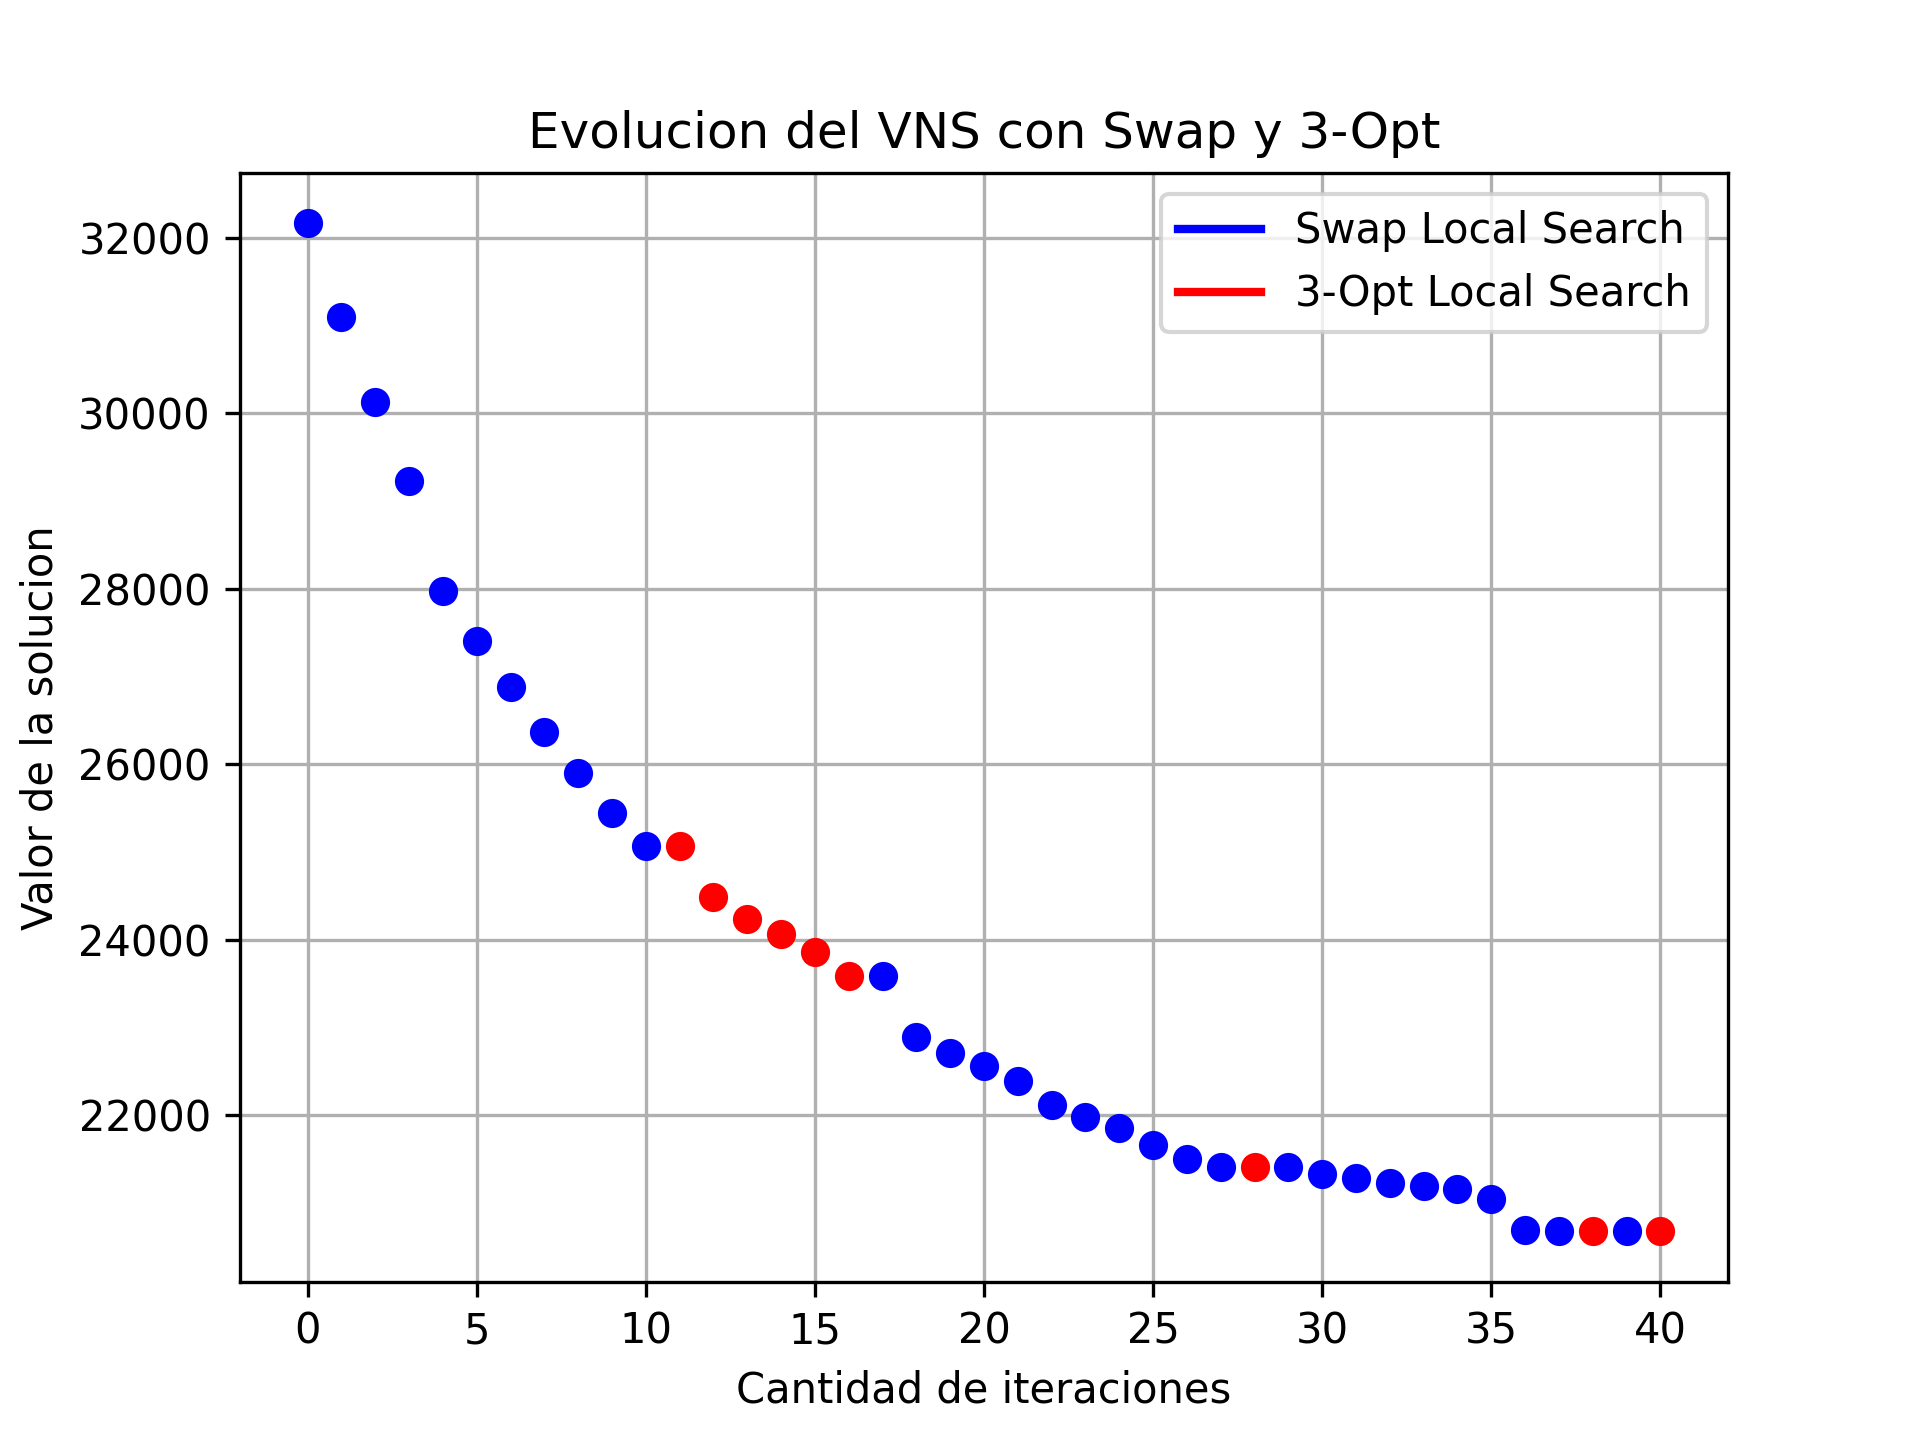 Evolucion del VNS con Swap y 3-Opt
Swap Local Search
3-Opt Local Search
Valor de la solucion
32000
30000
28000
26000
24000
22000
0 5 10 15 20 25 30 35 40
Cantidad de iteraciones